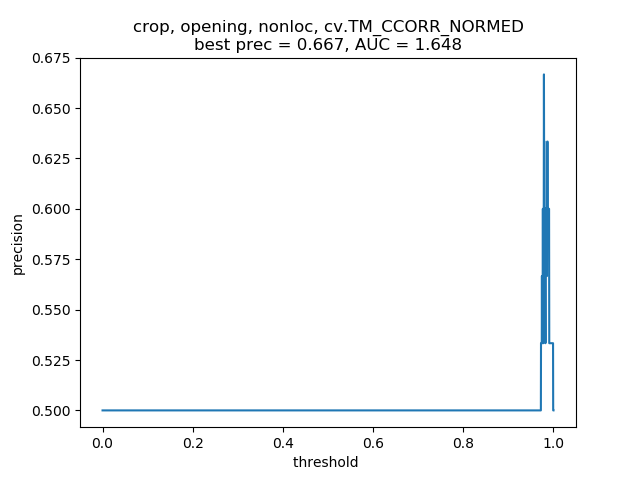 crop, opening, nonloc, cv.TM_CCORR_NORMED
best prec = 0.667, AUC = 1.648
0.675
0.650
0.625
0.600
0.575
0.550
0.525
0.500
precision
0.0 0.2 0.4 0.6 0.8 1.0
threshold